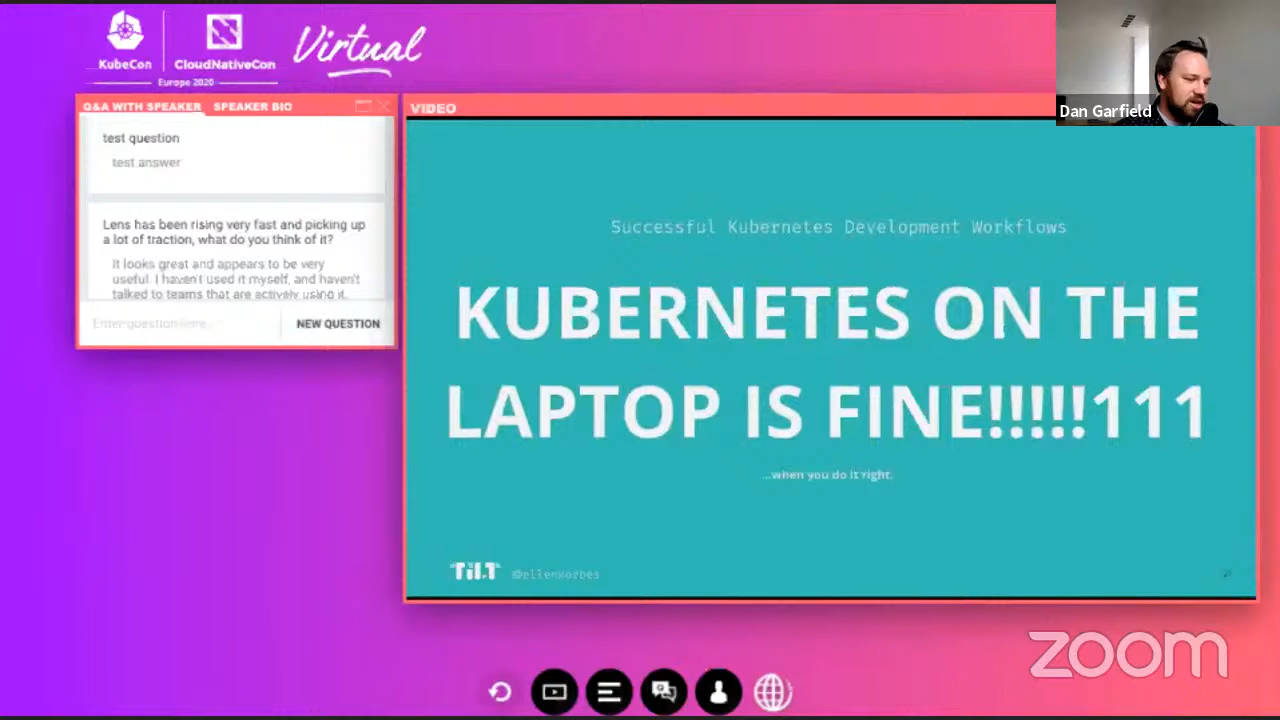 KubeCon
CloudNativeCon
Virtual
Europe 2020
Dan Garfield
Q&A WITH SPEAKER SPEAKER BIO
test question
test answer
Lens has been rising very fast and picking up
a lot of traction, what do you think of it?
It looks great and appears to be very
useful. I haven't used it myself, and haven't
talked to teams that are actively using it.
Enter question here...
NEW QUESTION
VIDEO
Successful Kubernetes Development Workflows
KUBERNETES ON THE
LAPTOP IS FINE!!!!!111
...when you do it right.
TILT
@ellenkorbes
zoom